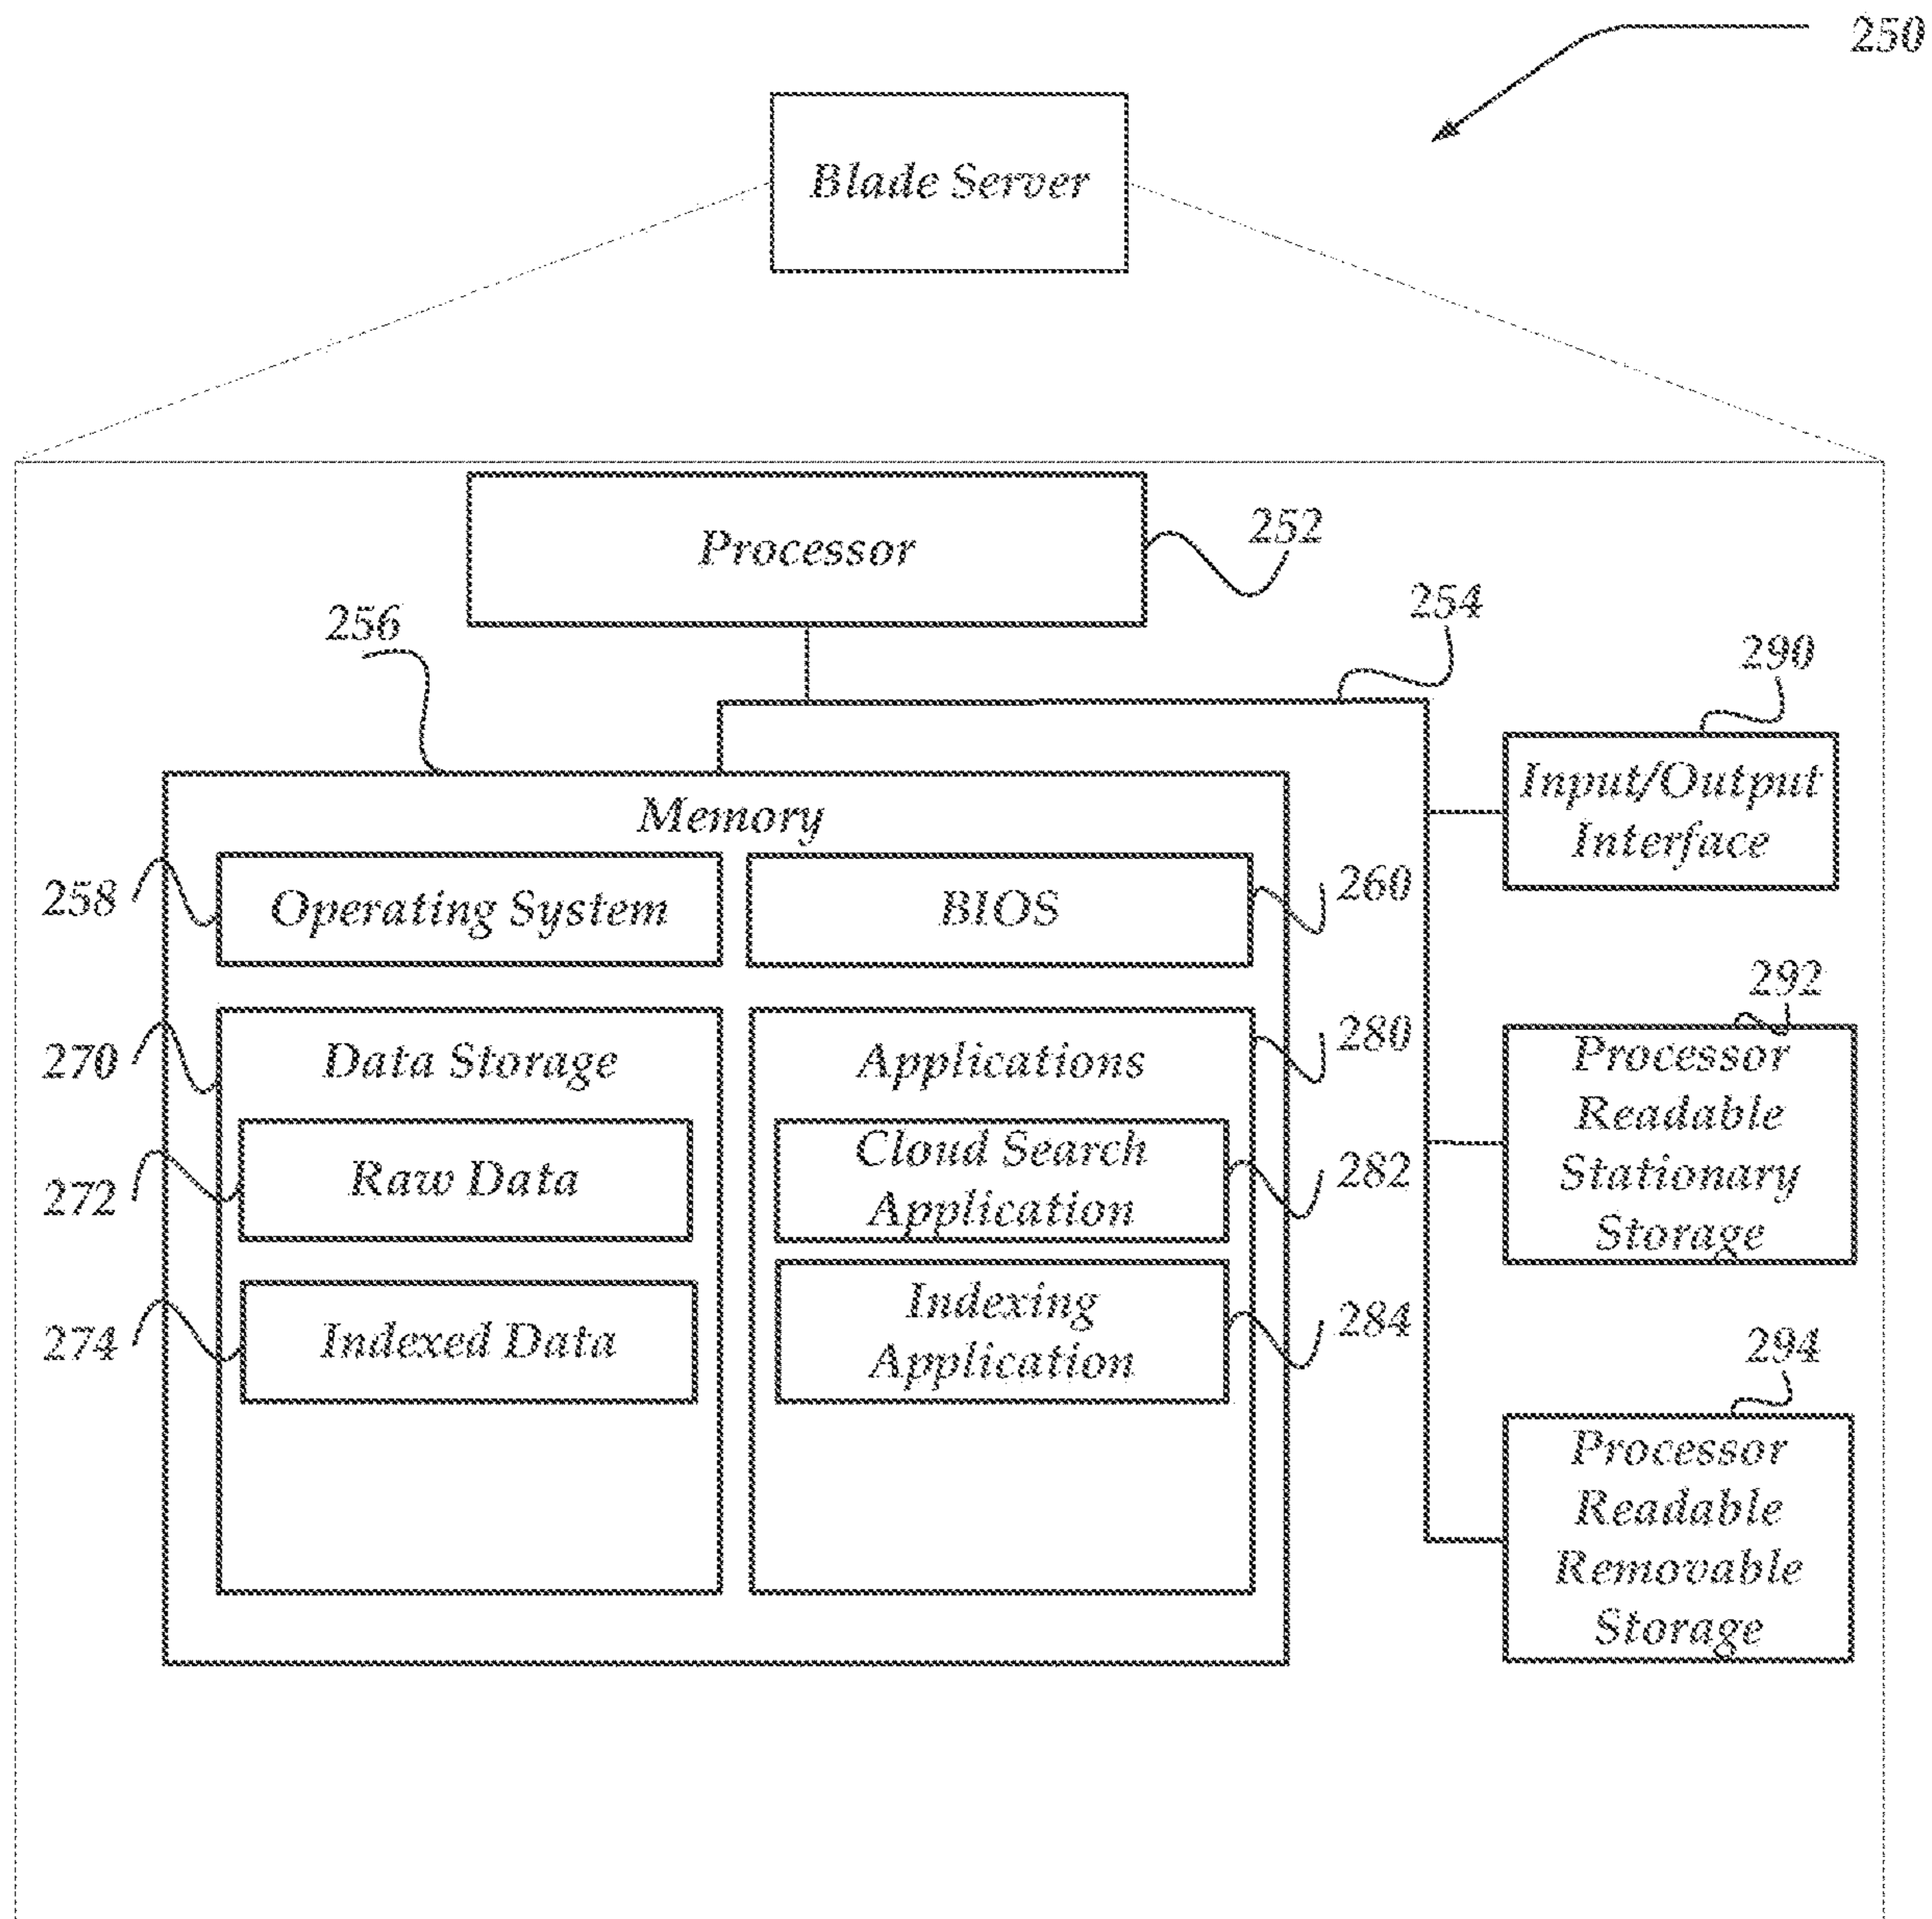 250
Blade Server
Processor
252
254
256
290
Input/Output
Interface
Memory
258
Operating System
BIOS
260
292
Processor
Readable
Stationary
Storage
270
Data Storage
Applications
280
272
Raw Data
Cloud Search
Application
282
274
Indexed Data
Indexing
Application
284
294
Processor
Readable
Removable
Storage